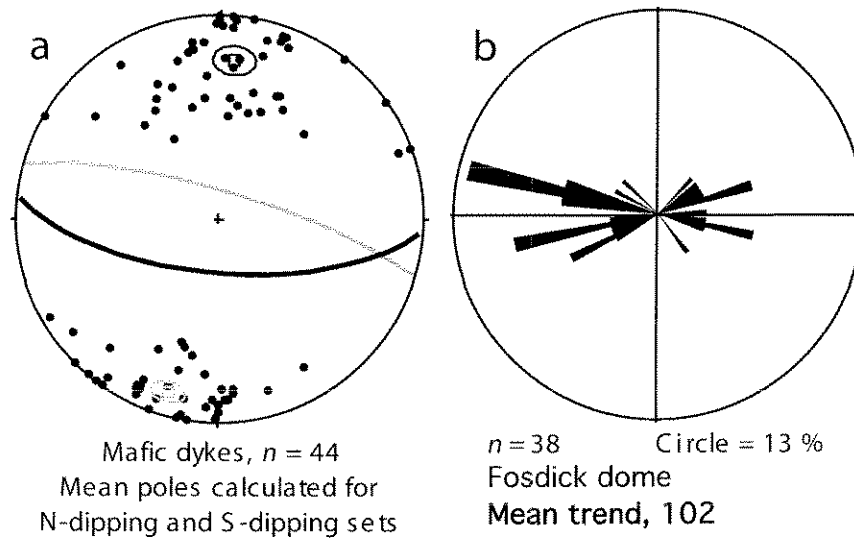 a
Mafic dykes, n = 44
Mean poles calculated for
N-dipping and S-dipping sets
b
n = 38 Circle = 13 %
Fosdick dome
Mean trend, 102